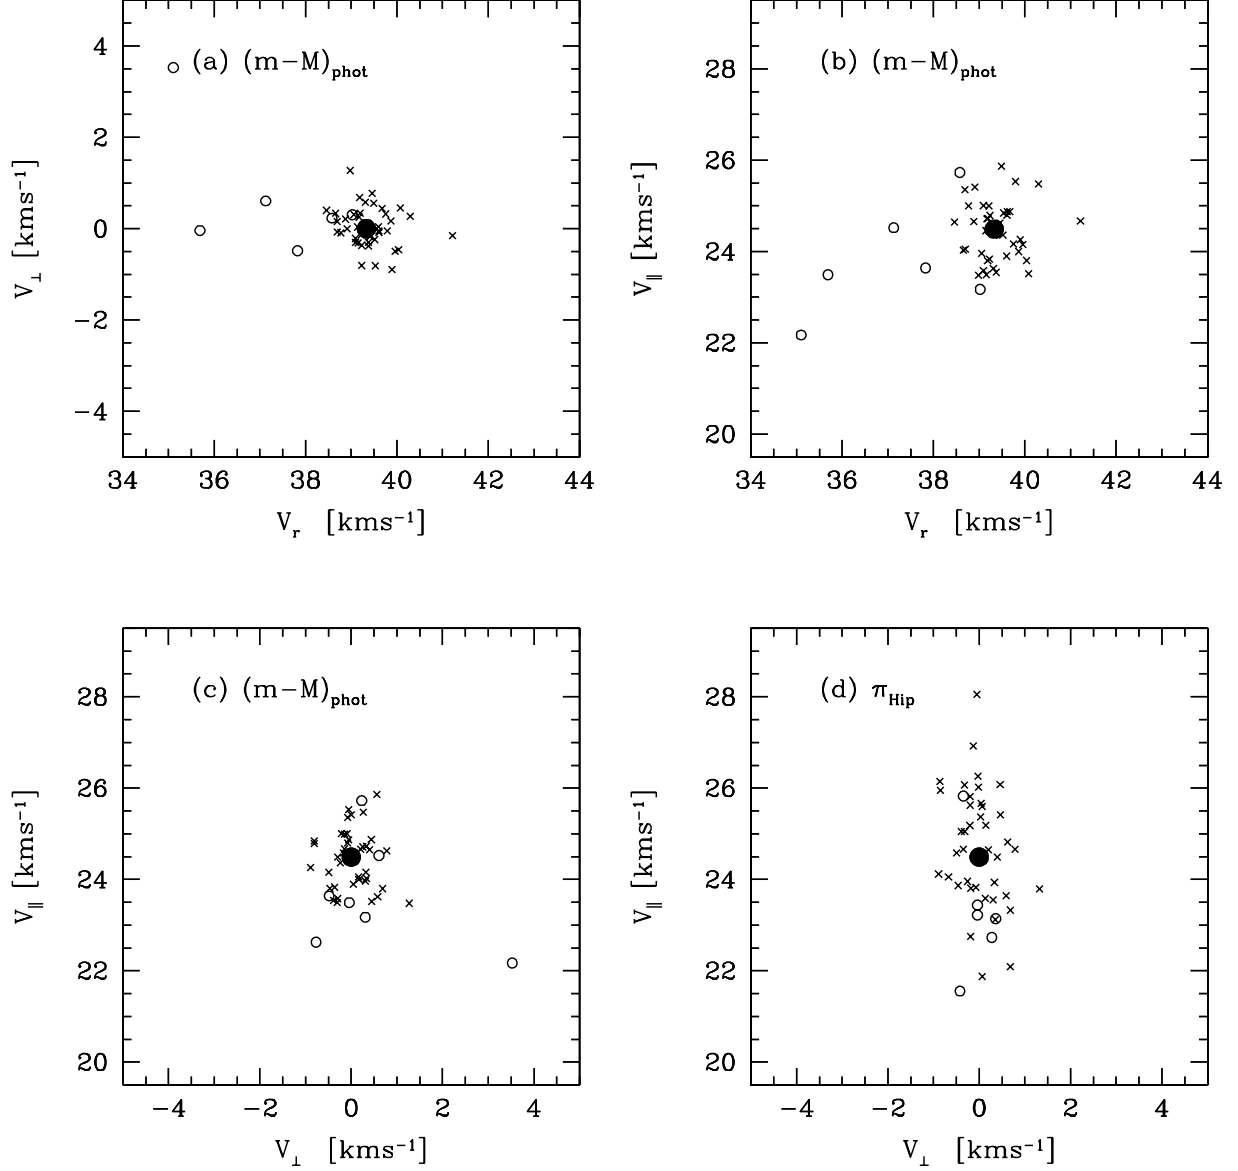 (a) (m−M)phot
V⊥ [kms⁻¹]
4
2
0
−2
−4
34 36 38 40 42 44
Vr [kms⁻¹]
(b) (m−M)phot
V∥ [kms⁻¹]
28
26
24
22
20
34 36 38 40 42 44
Vr [kms⁻¹]
(c) (m−M)phot
V∥ [kms⁻¹]
28
26
24
22
20
−4 −2 0 2 4
V⊥ [kms⁻¹]
(d) πHip
V∥ [kms⁻¹]
28
26
24
22
20
−4 −2 0 2 4
V⊥ [kms⁻¹]